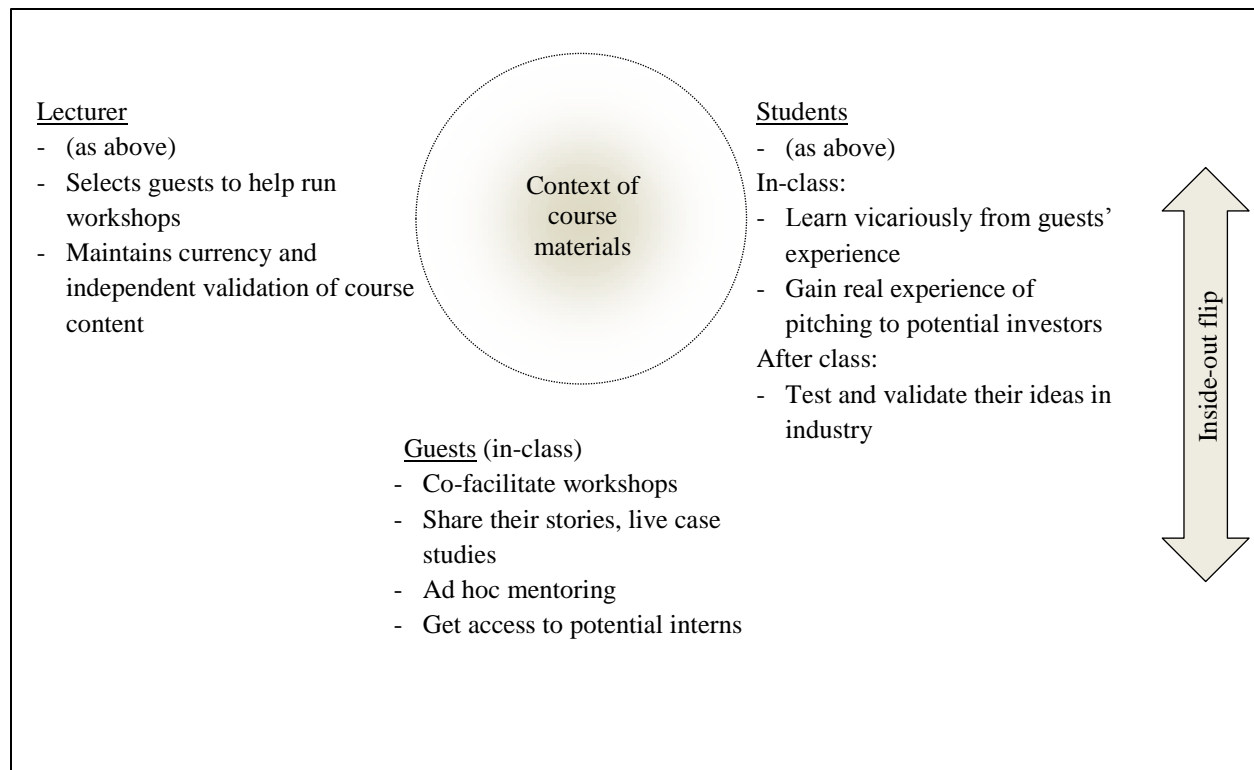 Lecturer
- (as above)
- Selects guests to help run
workshops
- Maintains currency and
independent validation of course
content
Context of
course
materials
Students
- (as above)
In-class:
- Learn vicariously from guests’
experience
- Gain real experience of
pitching to potential investors
After class:
- Test and validate their ideas in
industry
Inside-out flip
Guests (in-class)
- Co-facilitate workshops
- Share their stories, live case
studies
- Ad hoc mentoring
- Get access to potential interns